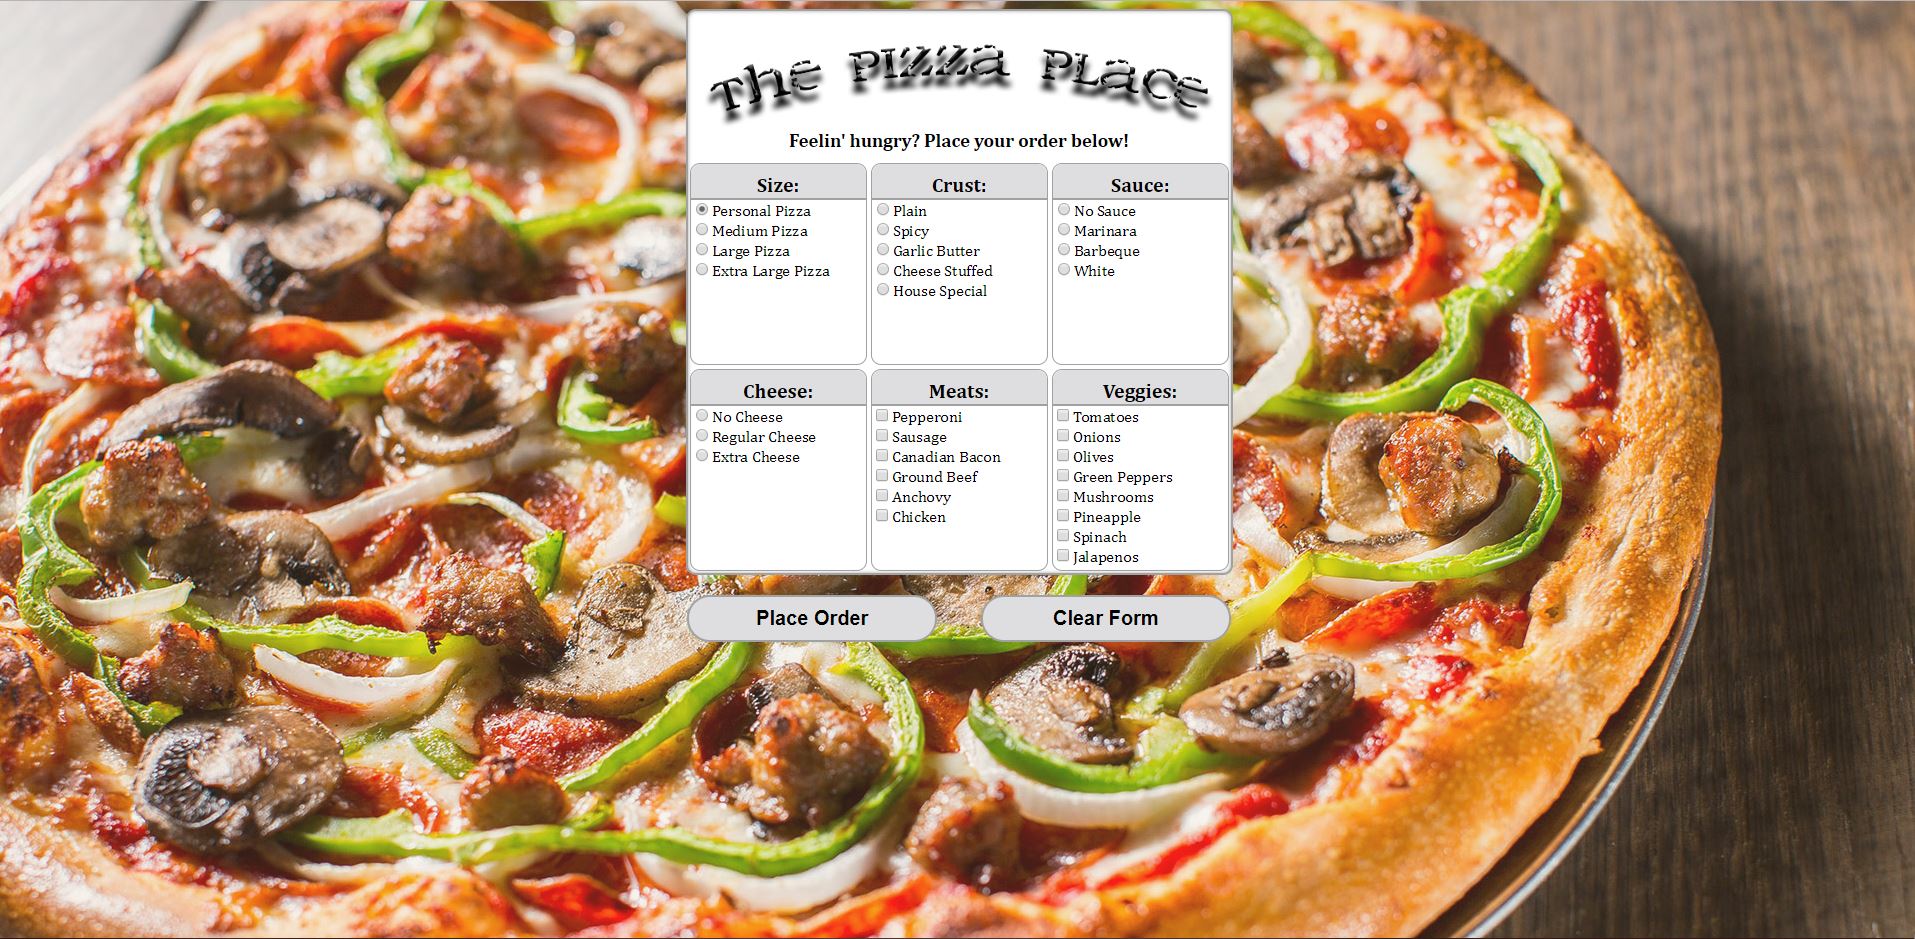 The Pizzza Place
Feelin' hungry? Place your order below!
Size:
Personal Pizza
Medium Pizza
Large Pizza
Extra Large Pizza
Crust:
Plain
Spicy
Garlic Butter
Cheese Stuffed
House Special
Sauce:
No Sauce
Marinara
Barbeque
White
Cheese:
No Cheese
Regular Cheese
Extra Cheese
Meats:
Pepperoni
Sausage
Canadian Bacon
Ground Beef
Anchovy
Chicken
Veggies:
Tomatoes
Onions
Olives
Green Peppers
Mushrooms
Pineapple
Spinach
Jalapenos
Place Order
Clear Form